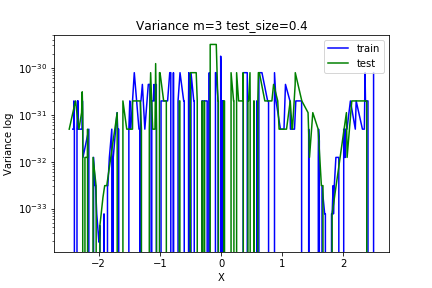 Variance m=3 test_size=0.4
train
test
10⁻³⁰
10⁻³¹
10⁻³²
10⁻³³
Variance log
−2 −1 0 1 2
X